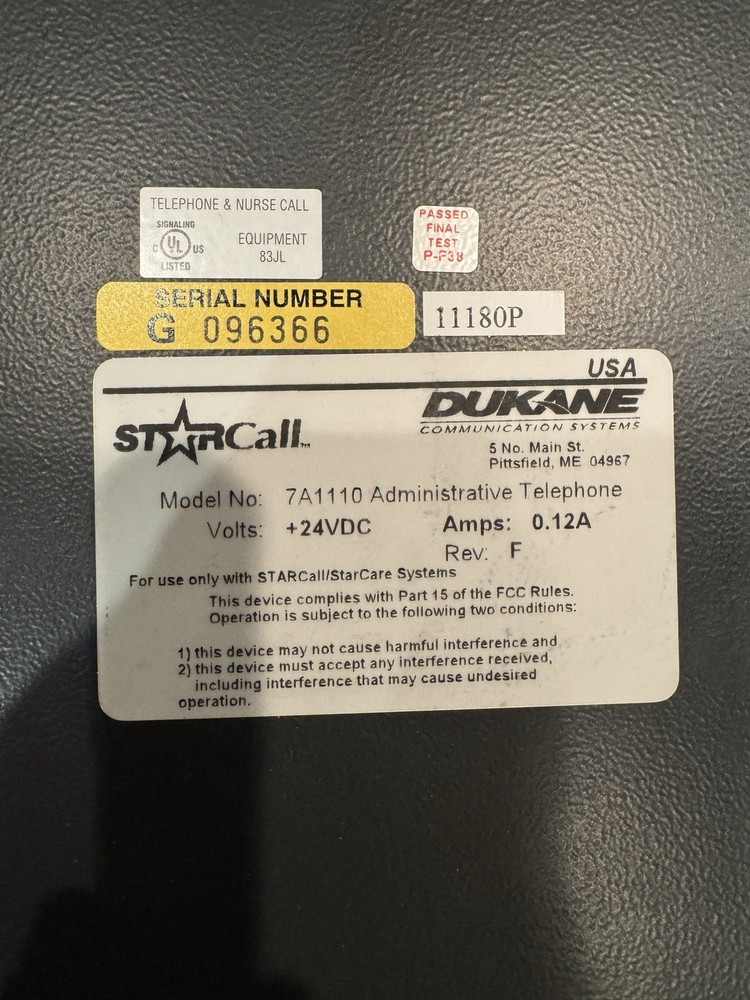 TELEPHONE & NURSE CALL
SIGNALING
C UL US
LISTED
EQUIPMENT
83JL
PASSED
FINAL
TEST
P-F38
SERIAL NUMBER
G 096366
11180P
USA
STARCall™
DUKANE
COMMUNICATION SYSTEMS
5 No. Main St.
Pittsfield, ME 04967
Model No: 7A1110 Administrative Telephone
Volts: +24VDC Amps: 0.12A
Rev: F
For use only with STARCall/StarCare Systems
This device complies with Part 15 of the FCC Rules.
Operation is subject to the following two conditions:
1) this device may not cause harmful interference and
2) this device must accept any interference received,
including interference that may cause undesired
operation.